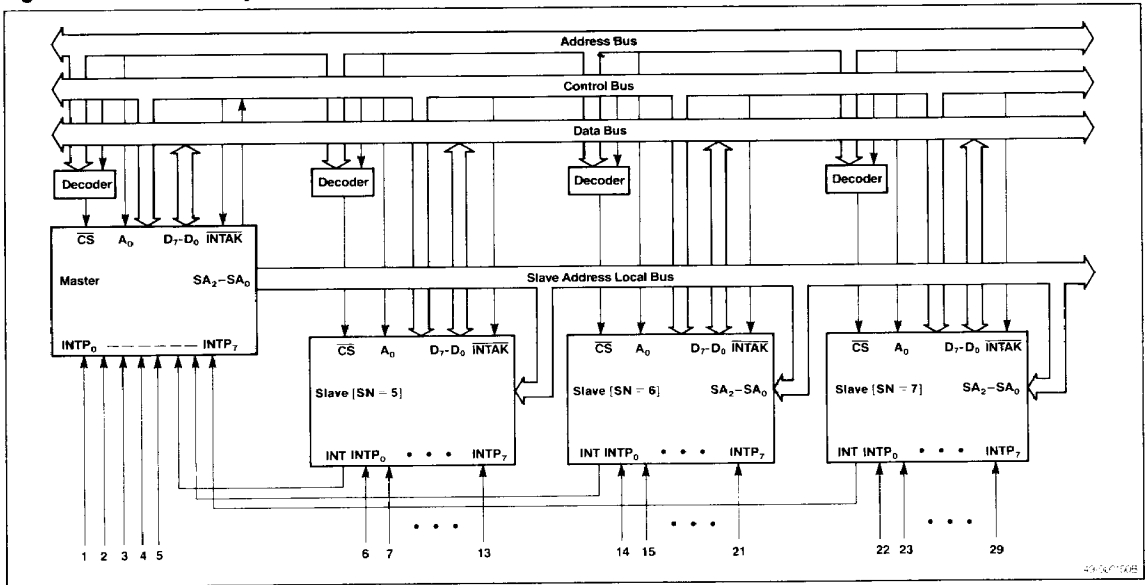 Address Bus
Control Bus
Data Bus
Decoder
Decoder
Decoder
Decoder
CS A₀ D₇-D₀ INTAK
Master SA₂-SA₀
Slave Address Local Bus
INTP₀ INTP₇
CS A₀ D₇-D₀ INTAK
CS A₀ D₇-D₀ INTAK
CS A₀ D₇-D₀ INTAK
Slave [SN = 5]
Slave [SN = 6] SA₂-SA₀
Slave [SN = 7] SA₂-SA₀
INT INTP₀ • • • INTP₇
INT INTP₀ • • • INTP₇
INT INTP₀ • • • INTP₇
1 2 3 4 5
6 7 • • • 13
14 15 • • • 21
22 23 • • • 29